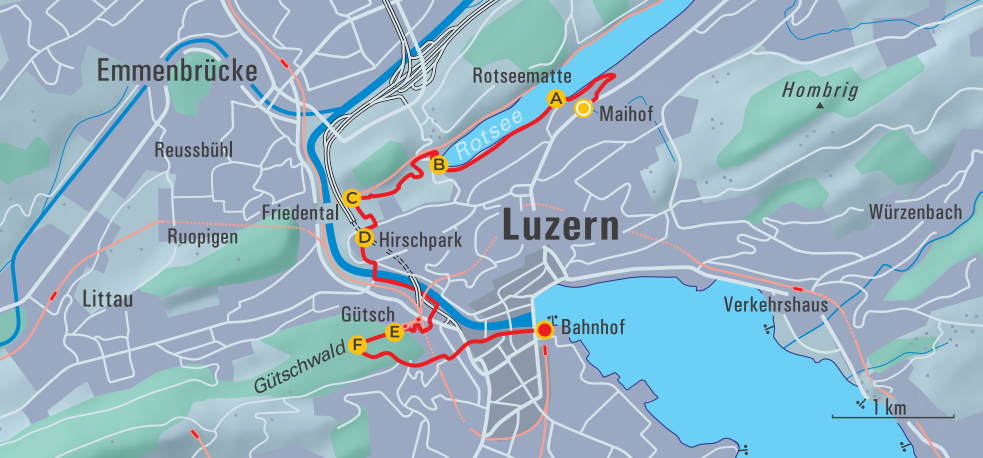 Emmenbrücke
Rotseematte
Hombrig
A
Maihof
Rotsee
Reussbühl
B
C
Friedental
Würzenbach
Luzern
Ruopigen
D
Hirschpark
Littau
Verkehrshaus
Gütsch
Bahnhof
E
F
Gütschwald
1 km